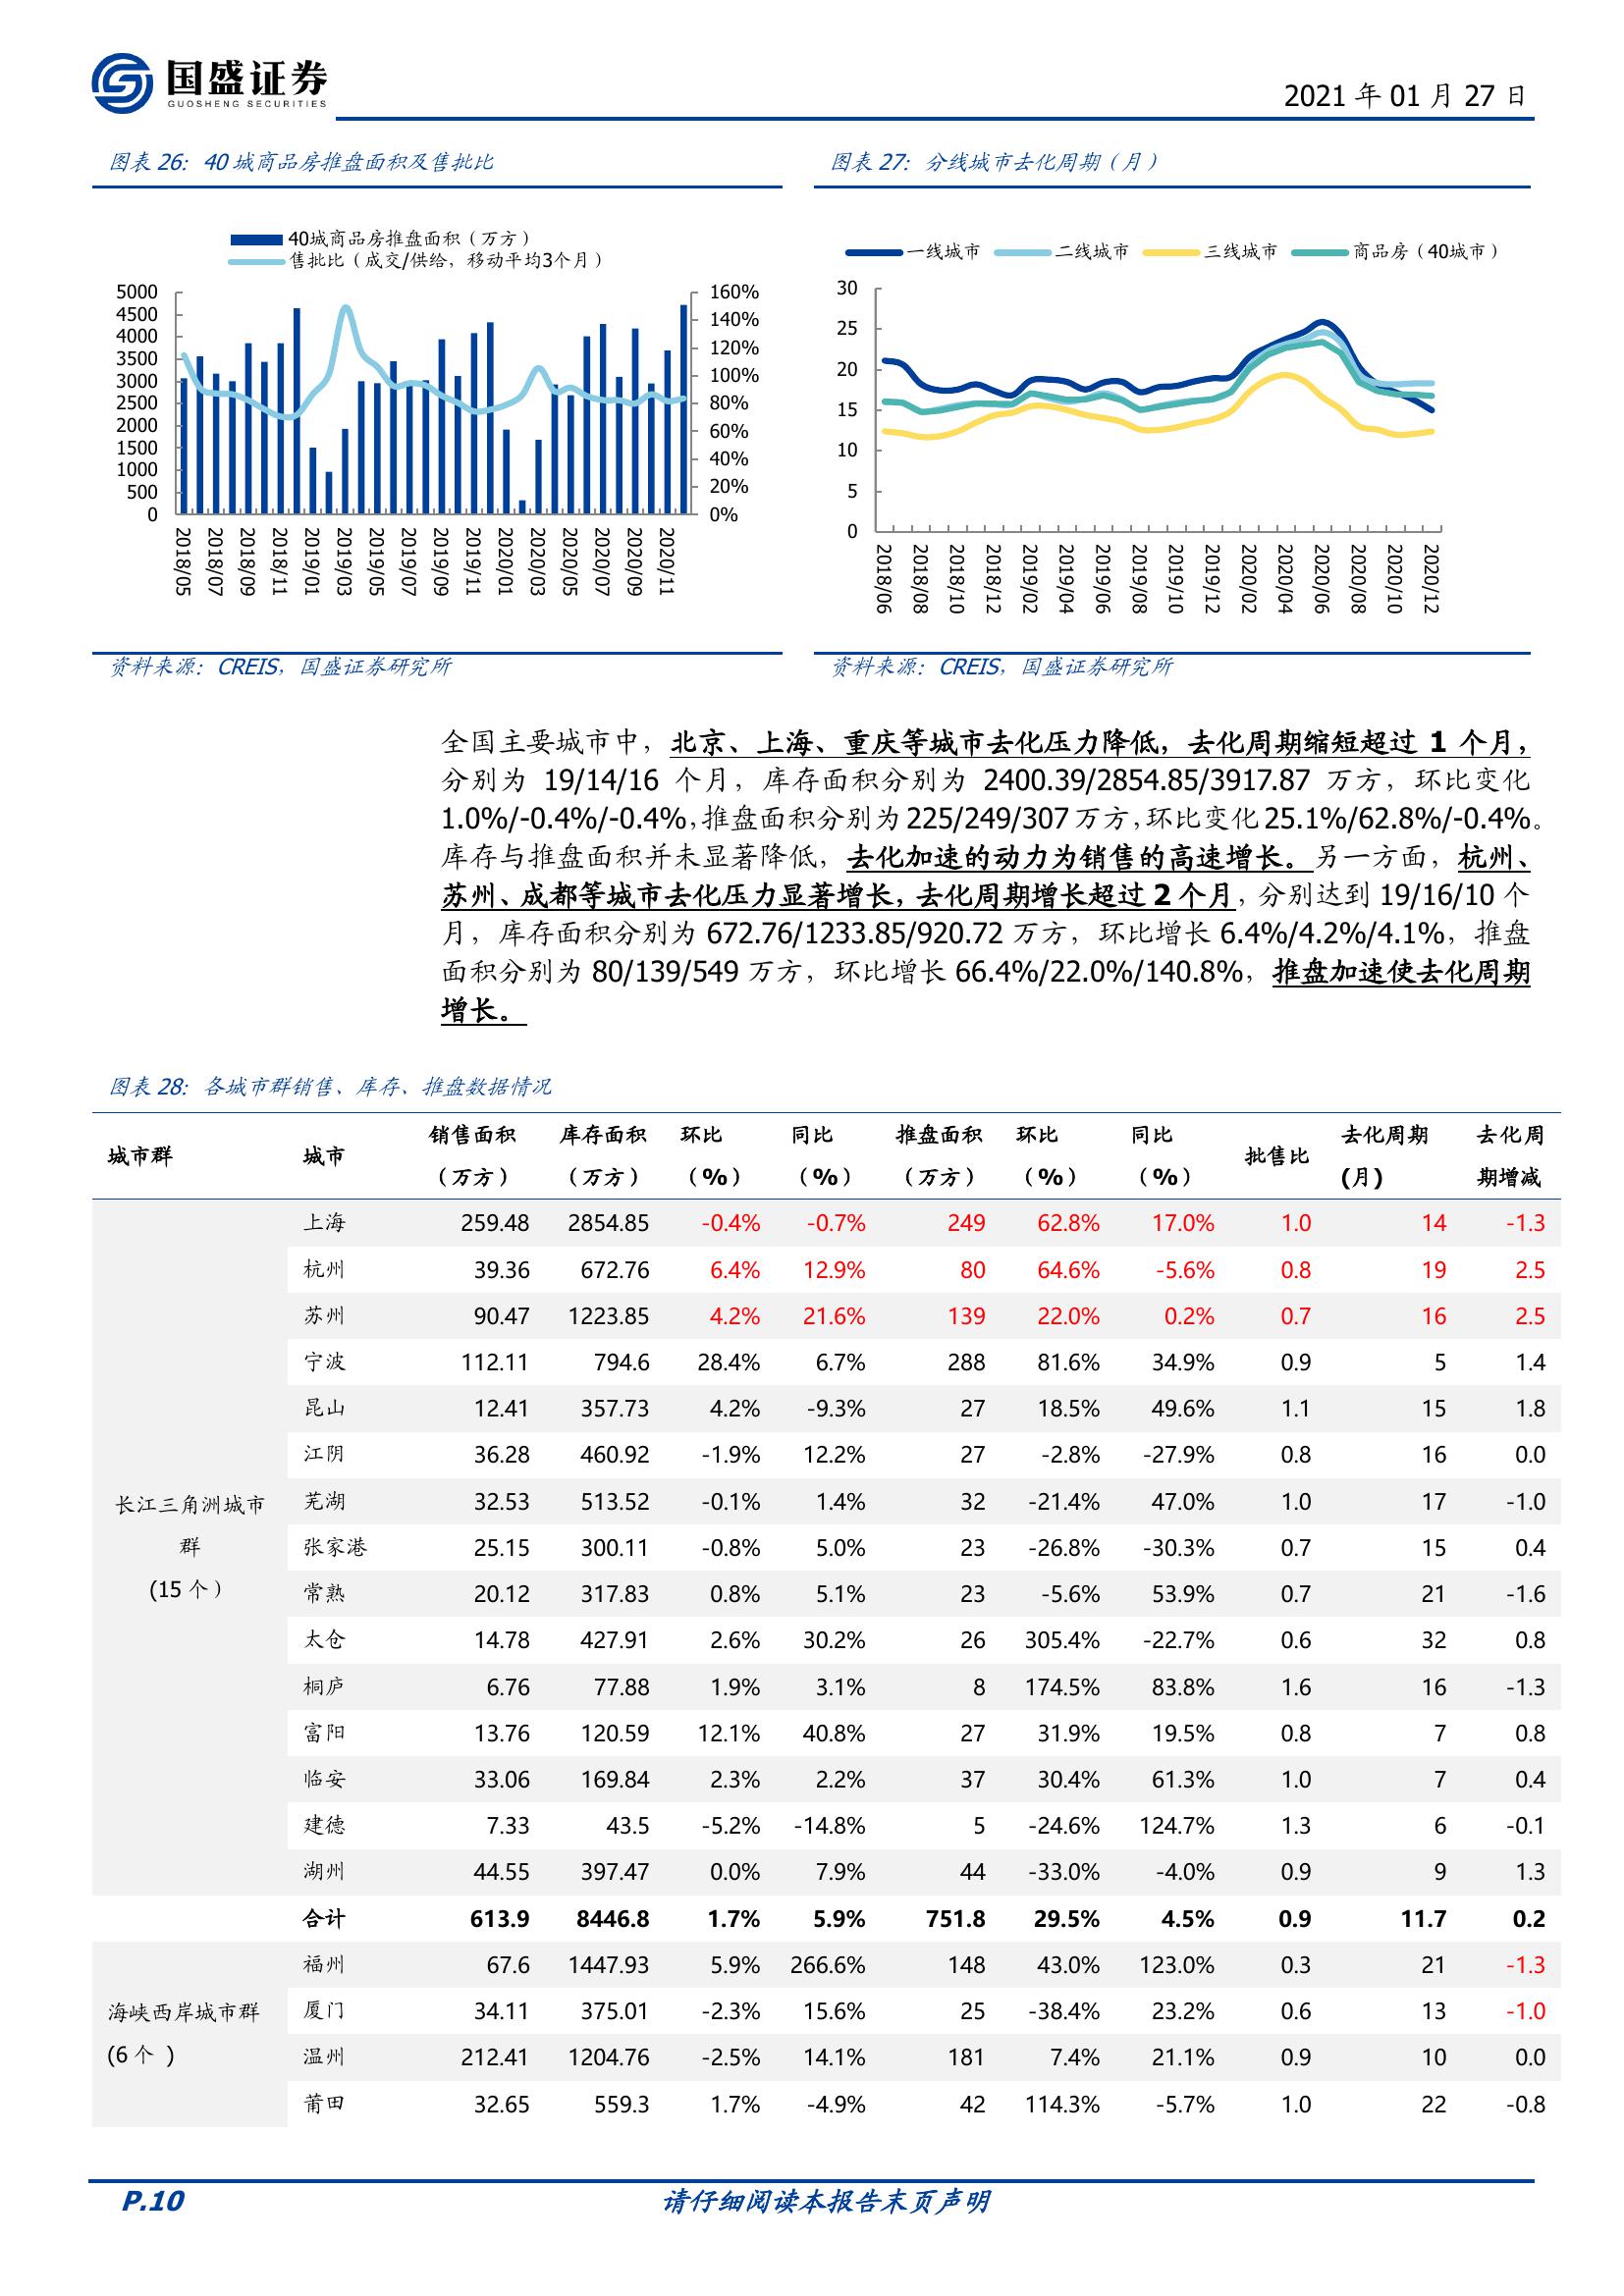 国盛证券
GUOSHENG SECURITIES
2021 年 01 月 27 日
图表 26：40 城商品房推盘面积及售批比
40城商品房推盘面积（万方）
售批比（成交/供给，移动平均3个月）
5000
4500
4000
3500
3000
2500
2000
1500
1000
500
0
160%
140%
120%
100%
80%
60%
40%
20%
0%
2018/05
2018/07
2018/09
2018/11
2019/01
2019/03
2019/05
2019/07
2019/09
2019/11
2020/01
2020/03
2020/05
2020/07
2020/09
2020/11
资料来源：CREIS，国盛证券研究所
图表 27：分线城市去化周期（月）
一线城市 二线城市 三线城市 商品房（40城市）
30
25
20
15
10
5
0
2018/06
2018/08
2018/10
2018/12
2019/02
2019/04
2019/06
2019/08
2019/10
2019/12
2020/02
2020/04
2020/06
2020/08
2020/10
2020/12
资料来源：CREIS，国盛证券研究所
全国主要城市中，北京、上海、重庆等城市去化压力降低，去化周期缩短超过 1 个月，
分别为 19/14/16 个月，库存面积分别为 2400.39/2854.85/3917.87 万方，环比变化
1.0%/-0.4%/-0.4%，推盘面积分别为 225/249/307 万方，环比变化 25.1%/62.8%/-0.4%。
库存与推盘面积并未显著降低，去化加速的动力为销售的高速增长。另一方面，杭州、
苏州、成都等城市去化压力显著增长，去化周期增长超过 2 个月，分别达到 19/16/10 个
月，库存面积分别为 672.76/1233.85/920.72 万方，环比增长 6.4%/4.2%/4.1%，推盘
面积分别为 80/139/549 万方，环比增长 66.4%/22.0%/140.8%，推盘加速使去化周期
增长。
图表 28：各城市群销售、库存、推盘数据情况
城市群 城市 销售面积（万方） 库存面积（万方） 环比（%） 同比（%） 推盘面积（万方） 环比（%） 同比（%） 批售比 去化周期(月) 去化周期增减
长江三角洲城市
群
(15 个）
上海 259.48 2854.85 -0.4% -0.7% 249 62.8% 17.0% 1.0 14 -1.3
杭州 39.36 672.76 6.4% 12.9% 80 64.6% -5.6% 0.8 19 2.5
苏州 90.47 1223.85 4.2% 21.6% 139 22.0% 0.2% 0.7 16 2.5
宁波 112.11 794.6 28.4% 6.7% 288 81.6% 34.9% 0.9 5 1.4
昆山 12.41 357.73 4.2% -9.3% 27 18.5% 49.6% 1.1 15 1.8
江阴 36.28 460.92 -1.9% 12.2% 27 -2.8% -27.9% 0.8 16 0.0
芜湖 32.53 513.52 -0.1% 1.4% 32 -21.4% 47.0% 1.0 17 -1.0
张家港 25.15 300.11 -0.8% 5.0% 23 -26.8% -30.3% 0.7 15 0.4
常熟 20.12 317.83 0.8% 5.1% 23 -5.6% 53.9% 0.7 21 -1.6
太仓 14.78 427.91 2.6% 30.2% 26 305.4% -22.7% 0.6 32 0.8
桐庐 6.76 77.88 1.9% 3.1% 8 174.5% 83.8% 1.6 16 -1.3
富阳 13.76 120.59 12.1% 40.8% 27 31.9% 19.5% 0.8 7 0.8
临安 33.06 169.84 2.3% 2.2% 37 30.4% 61.3% 1.0 7 0.4
建德 7.33 43.5 -5.2% -14.8% 5 -24.6% 124.7% 1.3 6 -0.1
湖州 44.55 397.47 0.0% 7.9% 44 -33.0% -4.0% 0.9 9 1.3
合计 613.9 8446.8 1.7% 5.9% 751.8 29.5% 4.5% 0.9 11.7 0.2
海峡西岸城市群
(6 个 )
福州 67.6 1447.93 5.9% 266.6% 148 43.0% 123.0% 0.3 21 -1.3
厦门 34.11 375.01 -2.3% 15.6% 25 -38.4% 23.2% 0.6 13 -1.0
温州 212.41 1204.76 -2.5% 14.1% 181 7.4% 21.1% 0.9 10 0.0
莆田 32.65 559.3 1.7% -4.9% 42 114.3% -5.7% 1.0 22 -0.8
P.10
请仔细阅读本报告末页声明